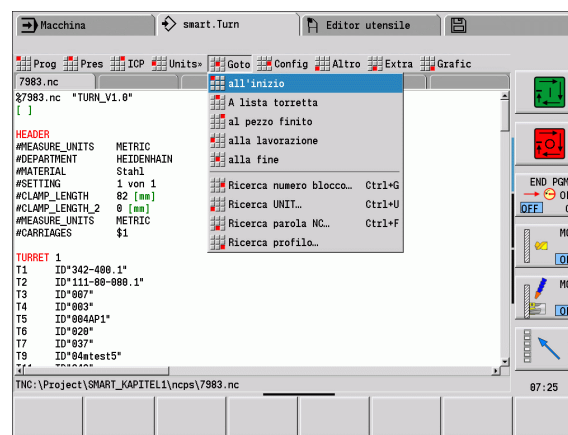 Macchina smart.Turn Editor utensile
Prog Pres ICP Units» Goto Config Altro Extra Grafic
7983.nc
%7983.nc "TURN_V1.0"
[ ]
HEADER
#MEASURE_UNITS METRIC
#DEPARTMENT HEIDENHAIN
#MATERIAL Stahl
#SETTING 1 von 1
#CLAMP_LENGTH 82 [mm]
#CLAMP_LENGTH_2 0 [mm]
#MEASURE_UNITS METRIC
#CARRIAGES $1
TURRET 1
T1 ID"342-400.1"
T2 ID"111-80-080.1"
T3 ID"007"
T4 ID"003"
T5 ID"004AP1"
T6 ID"020"
T7 ID"037"
T9 ID"04mtest5"
all'inizio
A lista torretta
al pezzo finito
alla lavorazione
alla fine
Ricerca numero blocco... Ctrl+G
Ricerca UNIT... Ctrl+U
Ricerca parola NC... Ctrl+F
Ricerca profilo...
END PGM
OFF
TNC:\Project\SMART_KAPITEL1\ncps\7983.nc
07:25